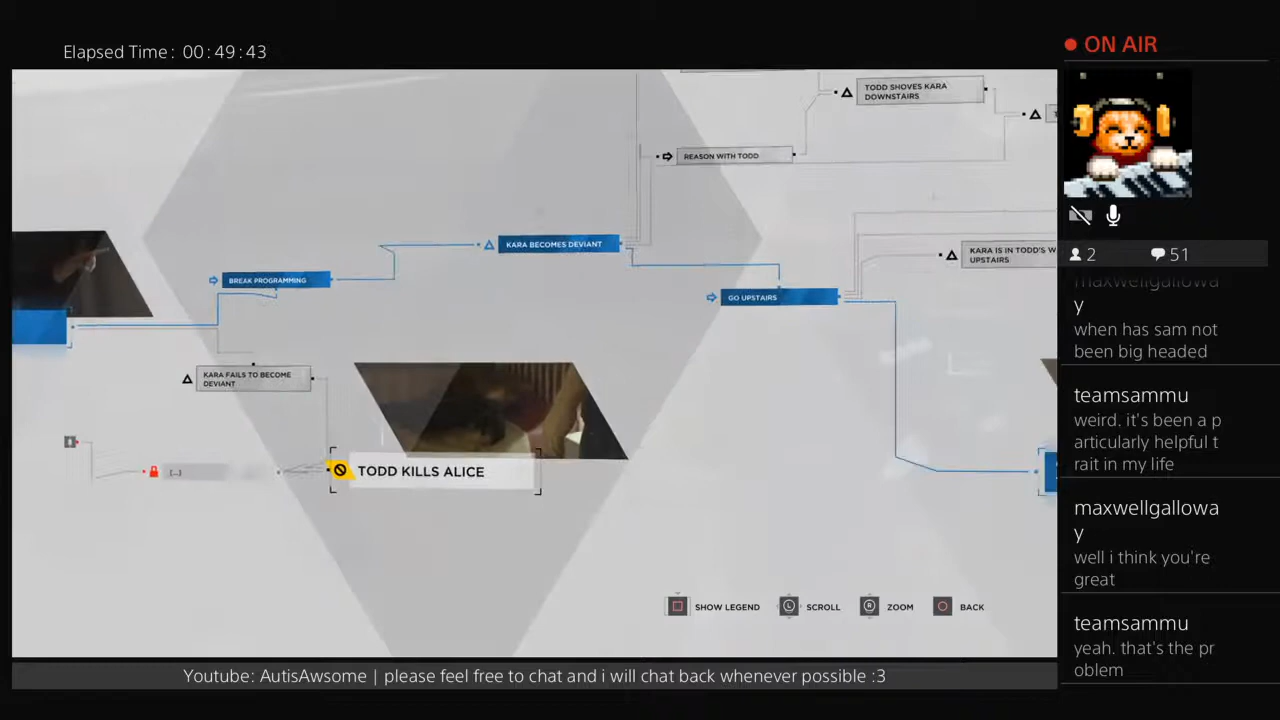 Elapsed Time: 00:49:43
ON AIR
TODD SHOVES KARA
DOWNSTAIRS
REASON WITH TODD
KARA BECOMES DEVIANT
KARA IS IN TODD'S W
UPSTAIRS
BREAK PROGRAMMING
GO UPSTAIRS
KARA FAILS TO BECOME
DEVIANT
[...]
TODD KILLS ALICE
SHOW LEGEND
L
SCROLL
R
ZOOM
BACK
Youtube: AutisAwsome | please feel free to chat and i will chat back whenever possible :3
2
51
maxwellgallowa
y
when has sam not
been big headed
teamsammu
weird. it's been a p
articularly helpful t
rait in my life
maxwellgallowa
y
well i think you're
great
teamsammu
yeah. that's the pr
oblem